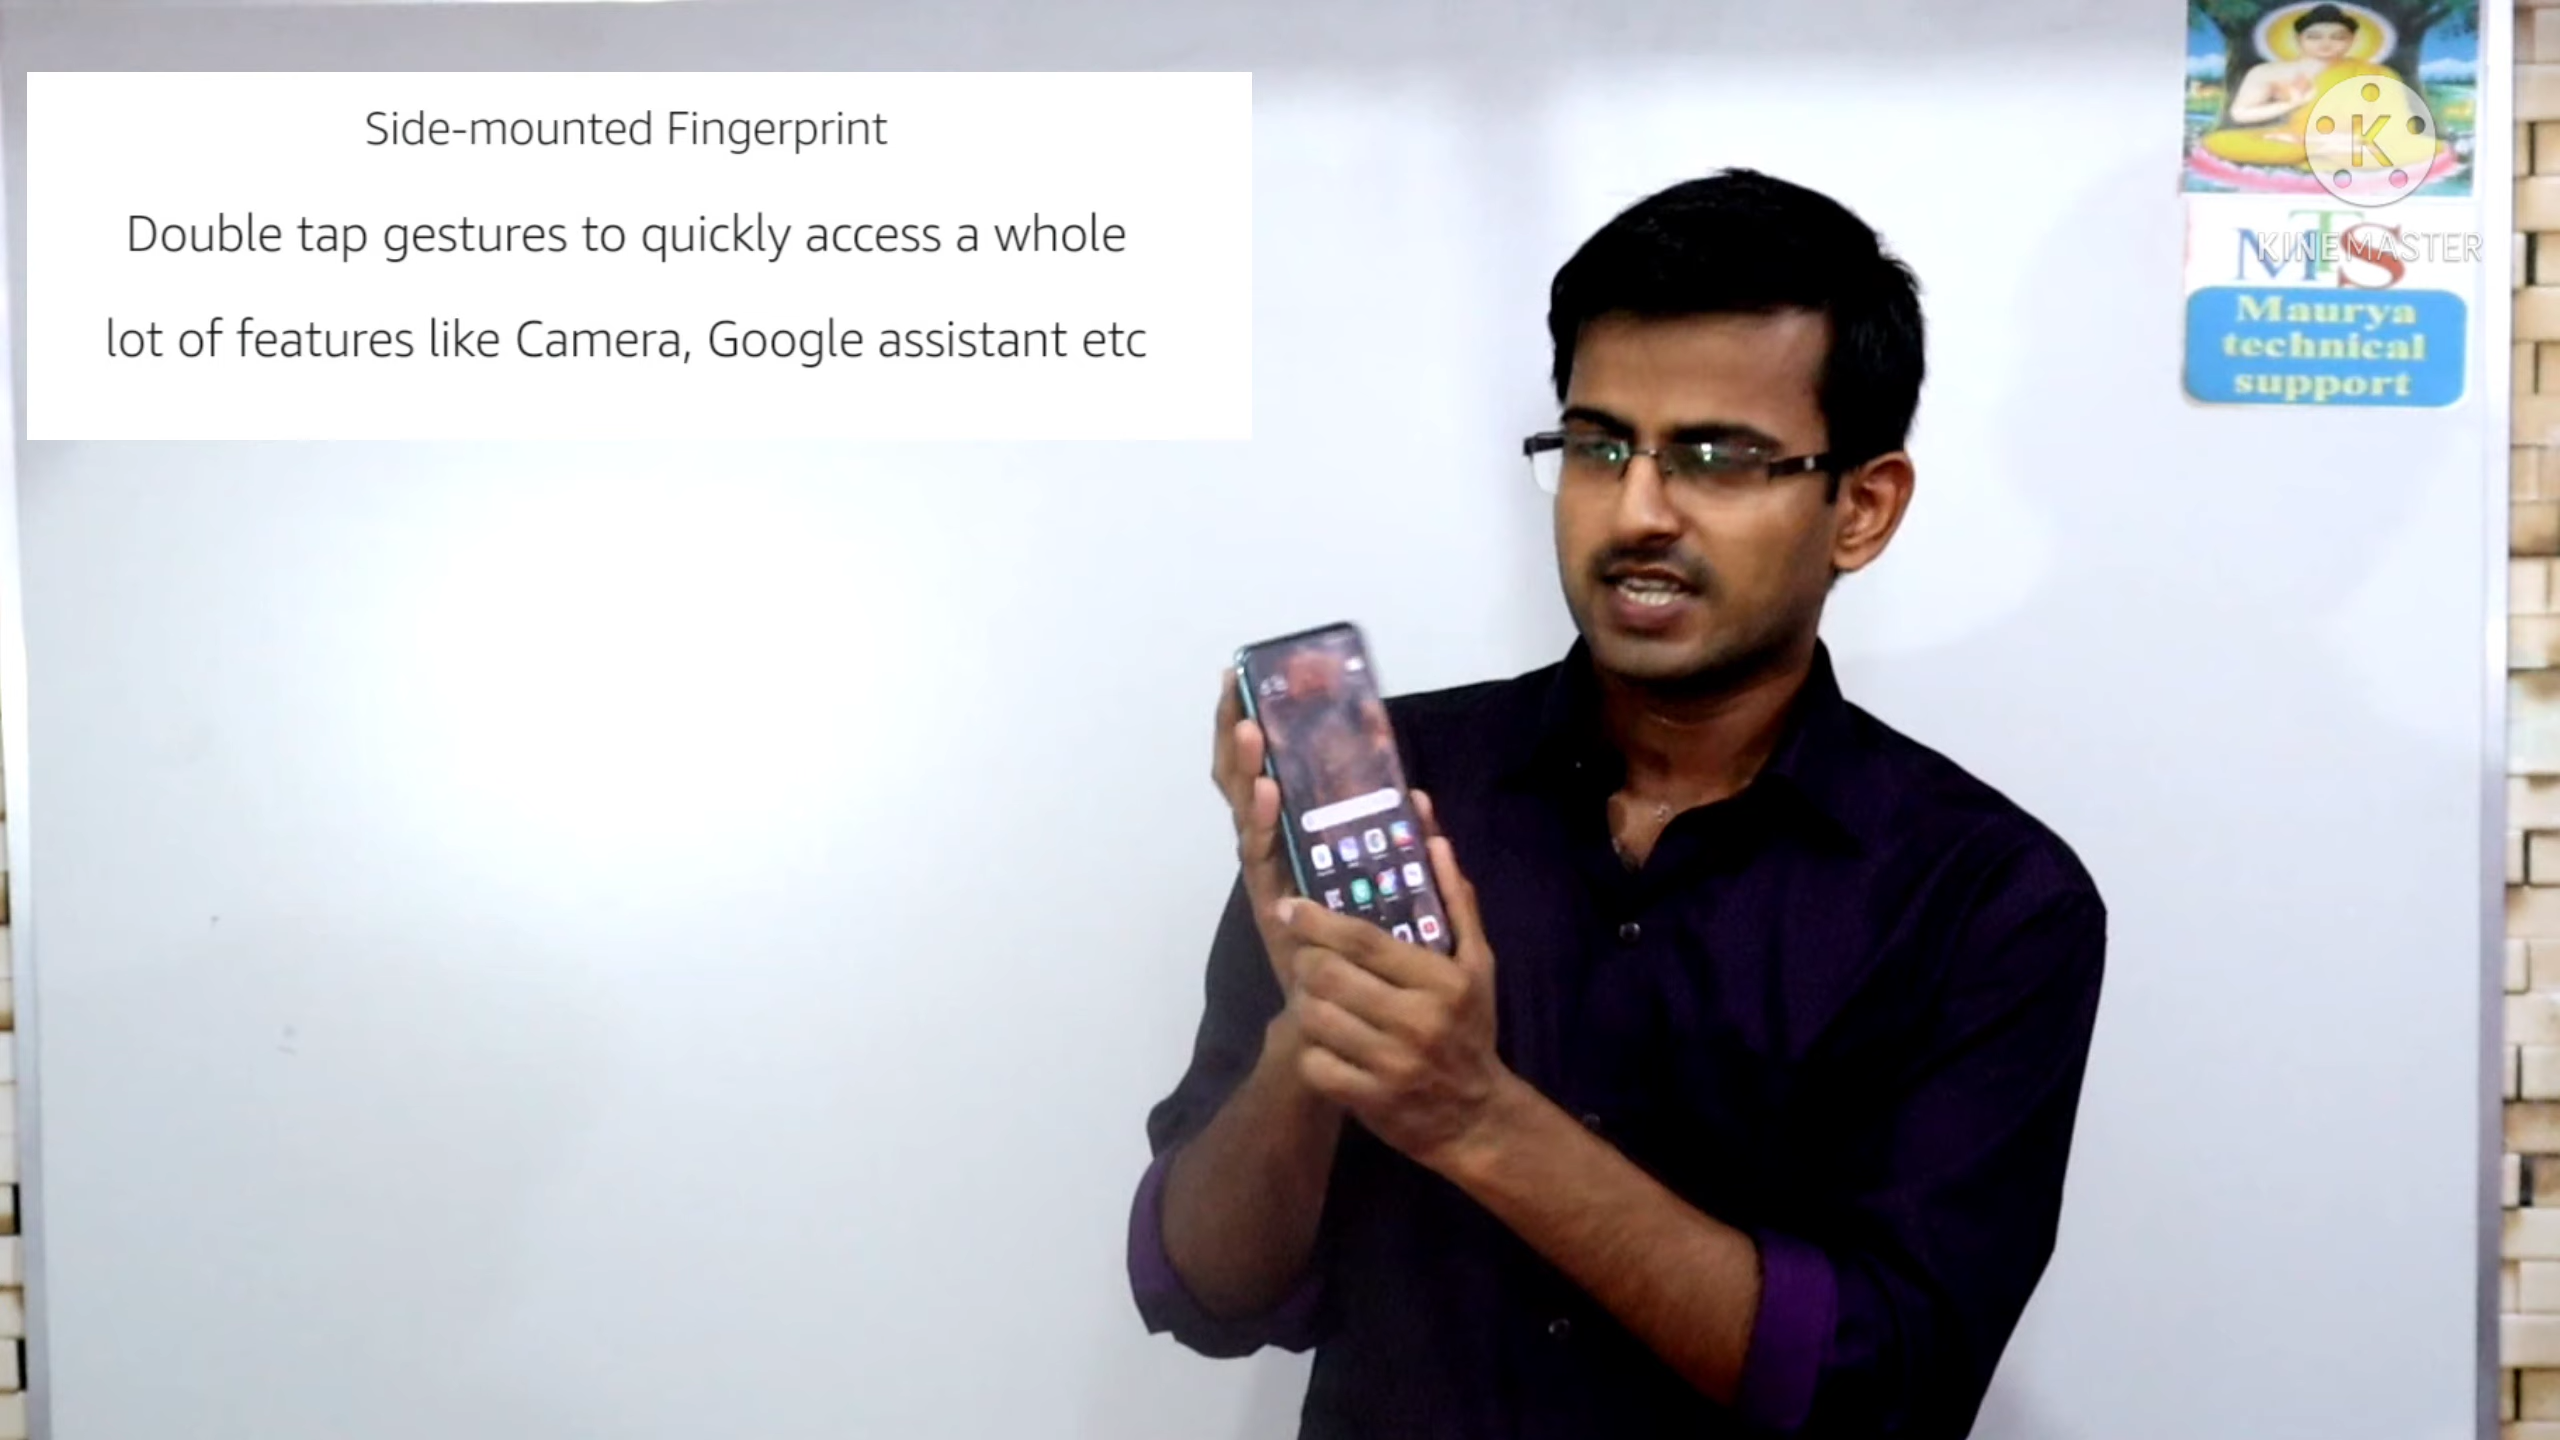 Side-mounted Fingerprint
Double tap gestures to quickly access a whole
lot of features like Camera, Google assistant etc
KINEMASTER
MTS
Maurya
technical
support